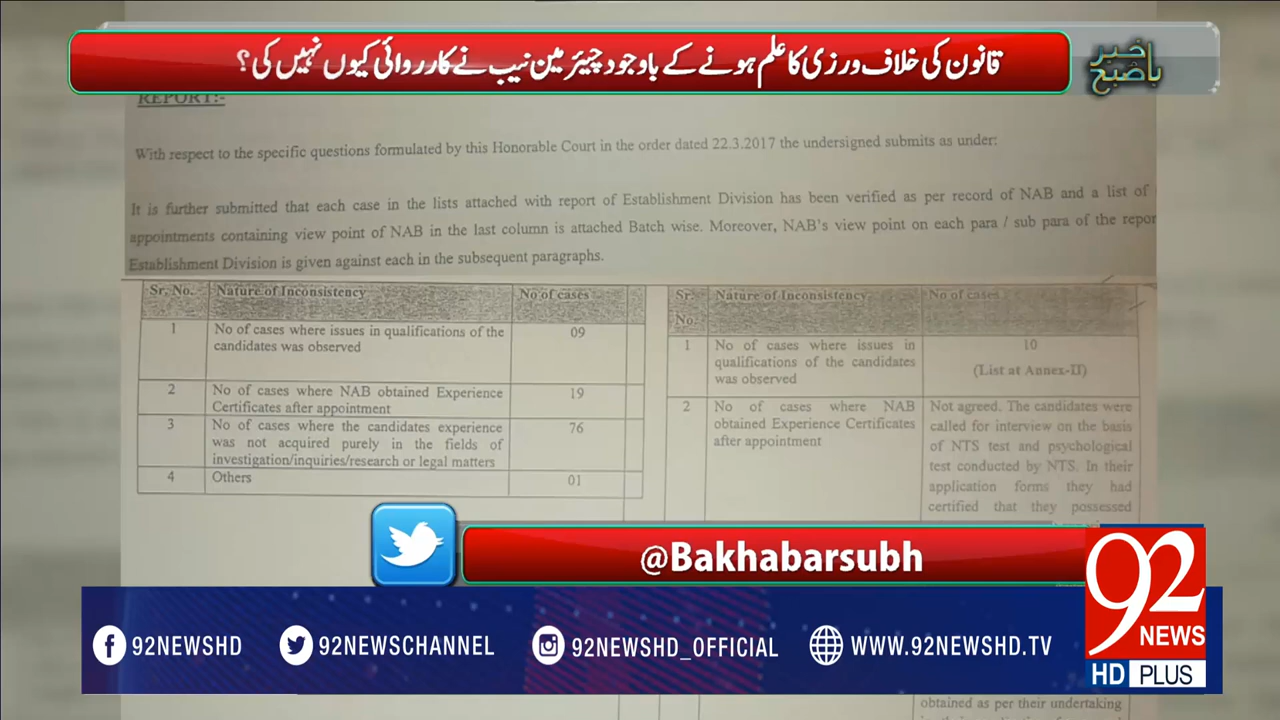 قانون کی خلاف ورزی کا علم ہونے کے باوجود چیئرمین نیب نے کارروائی کیوں نہیں کی؟
باخبر صبح
REPORT:-
With respect to the specific questions formulated by this Honorable Court in the order dated 22.3.2017 the undersigned submits as under:
It is further submitted that each case in the lists attached with report of Establishment Division has been verified as per record of NAB and a list of
appointments containing view point of NAB in the last column is attached Batch wise. Moreover, NAB's view point on each para / sub para of the repor
Establishment Division is given against each in the subsequent paragraphs.
Sr. No. Nature of Inconsistency No of cases
1 No of cases where issues in qualifications of the 09
candidates was observed
2 No of cases where NAB obtained Experience 19
Certificates after appointment
3 No of cases where the candidates experience 76
was not acquired purely in the fields of
investigation/inquiries/research or legal matters
4 Others 01
Sr. Nature of Inconsistency No of cases
No.
1 No of cases where issues in 10
qualifications of the candidates (List at Annex-II)
was observed
2 No of cases where NAB Not agreed. The candidates were
obtained Experience Certificates called for interview on the basis
after appointment of NTS test and psychological
test conducted by NTS. In their
application forms they had
certified that they possessed
@Bakhabarsubh
92 NEWS
HD PLUS
92NEWSHD 92NEWSCHANNEL 92NEWSHD_OFFICIAL WWW.92NEWSHD.TV
obtained as per their undertaking